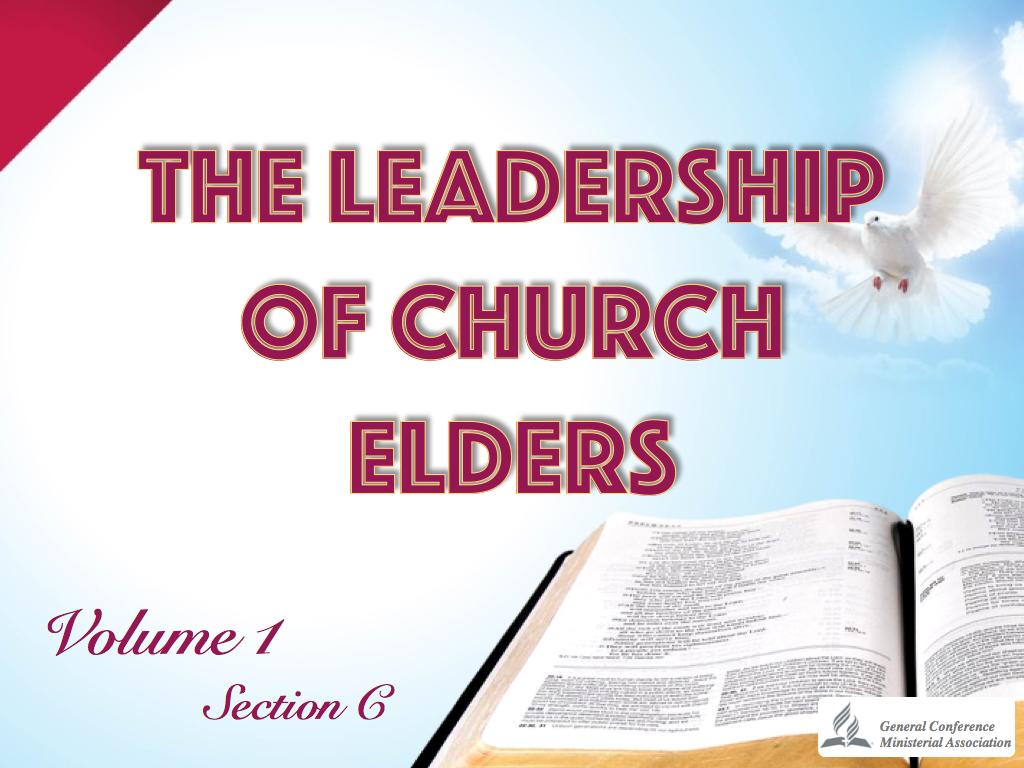 THE LEADERSHIP
OF CHURCH
ELDERS
Volume 1
Section 6
General Conference
Ministerial Association